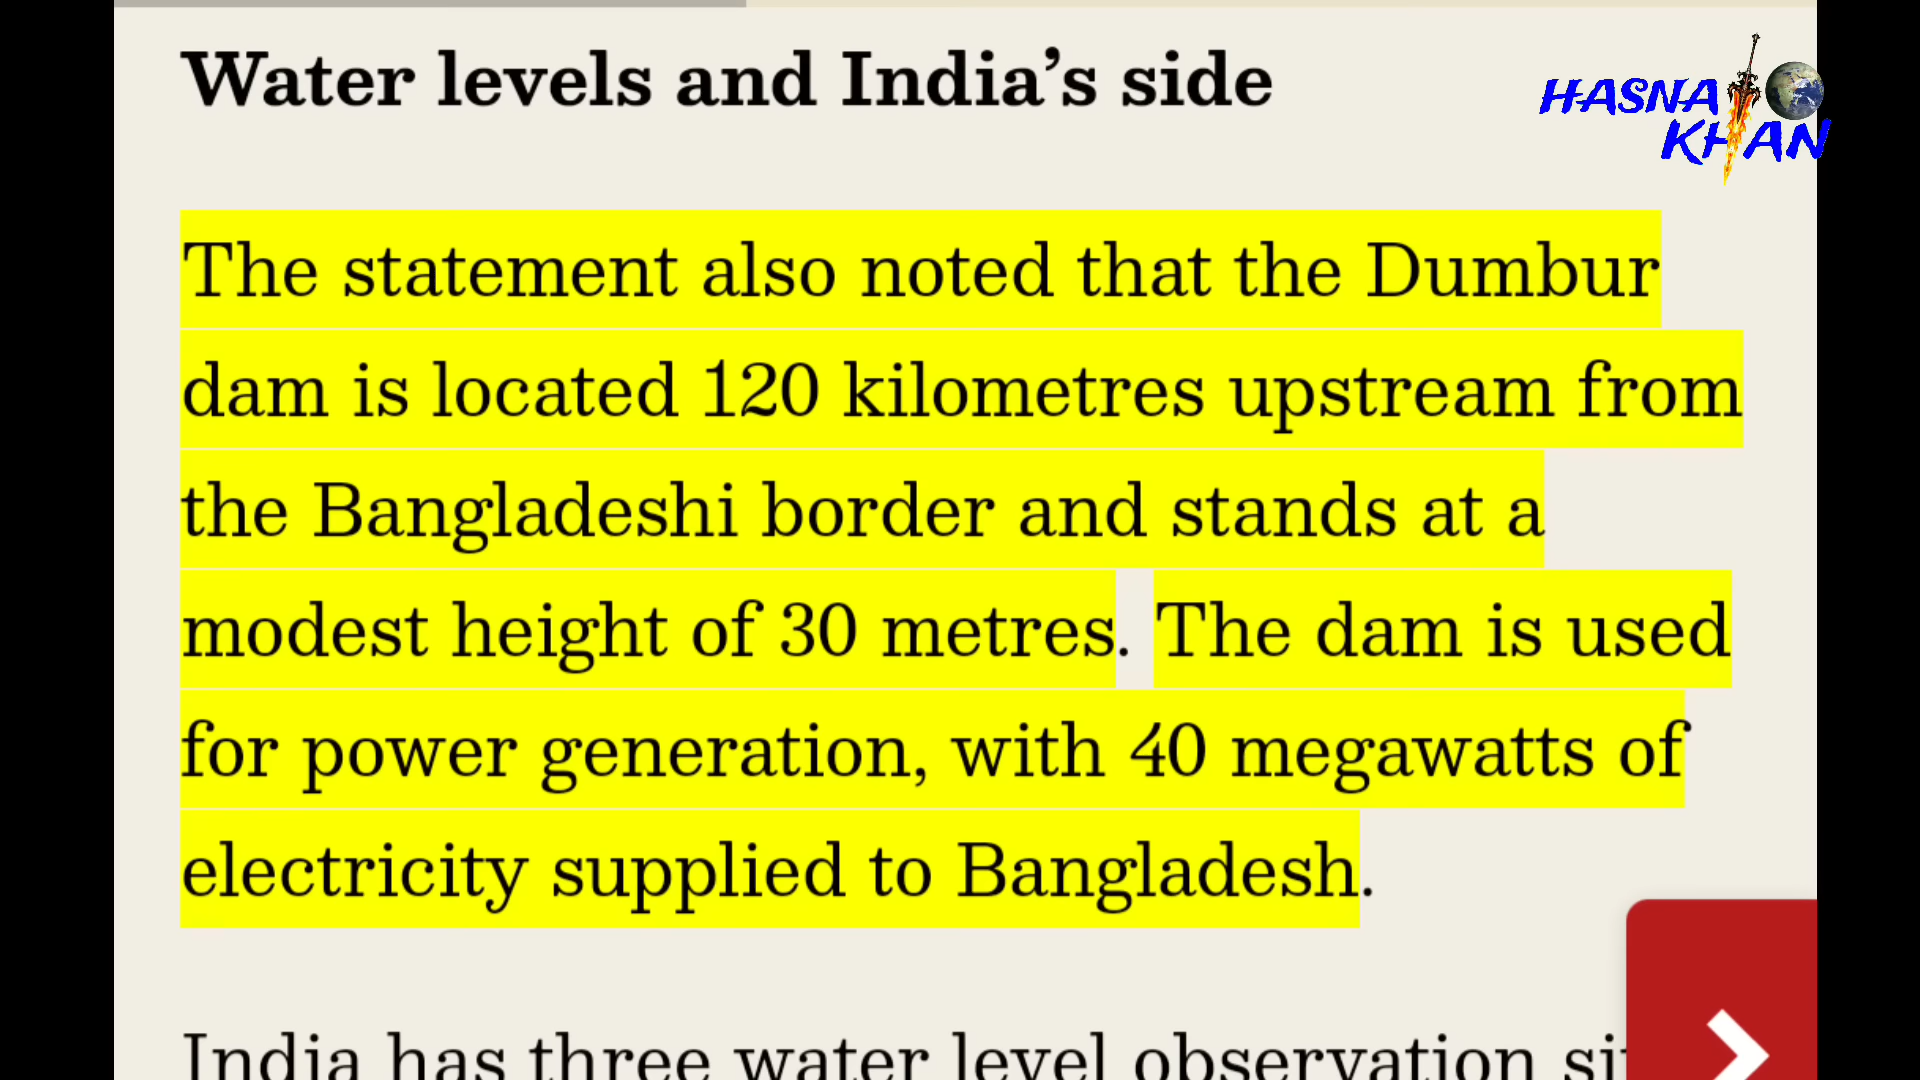 Water levels and India’s side
HASNA
KHAN
The statement also noted that the Dumbur
dam is located 120 kilometres upstream from
the Bangladeshi border and stands at a
modest height of 30 metres. The dam is used
for power generation, with 40 megawatts of
electricity supplied to Bangladesh.
India has three water level observation